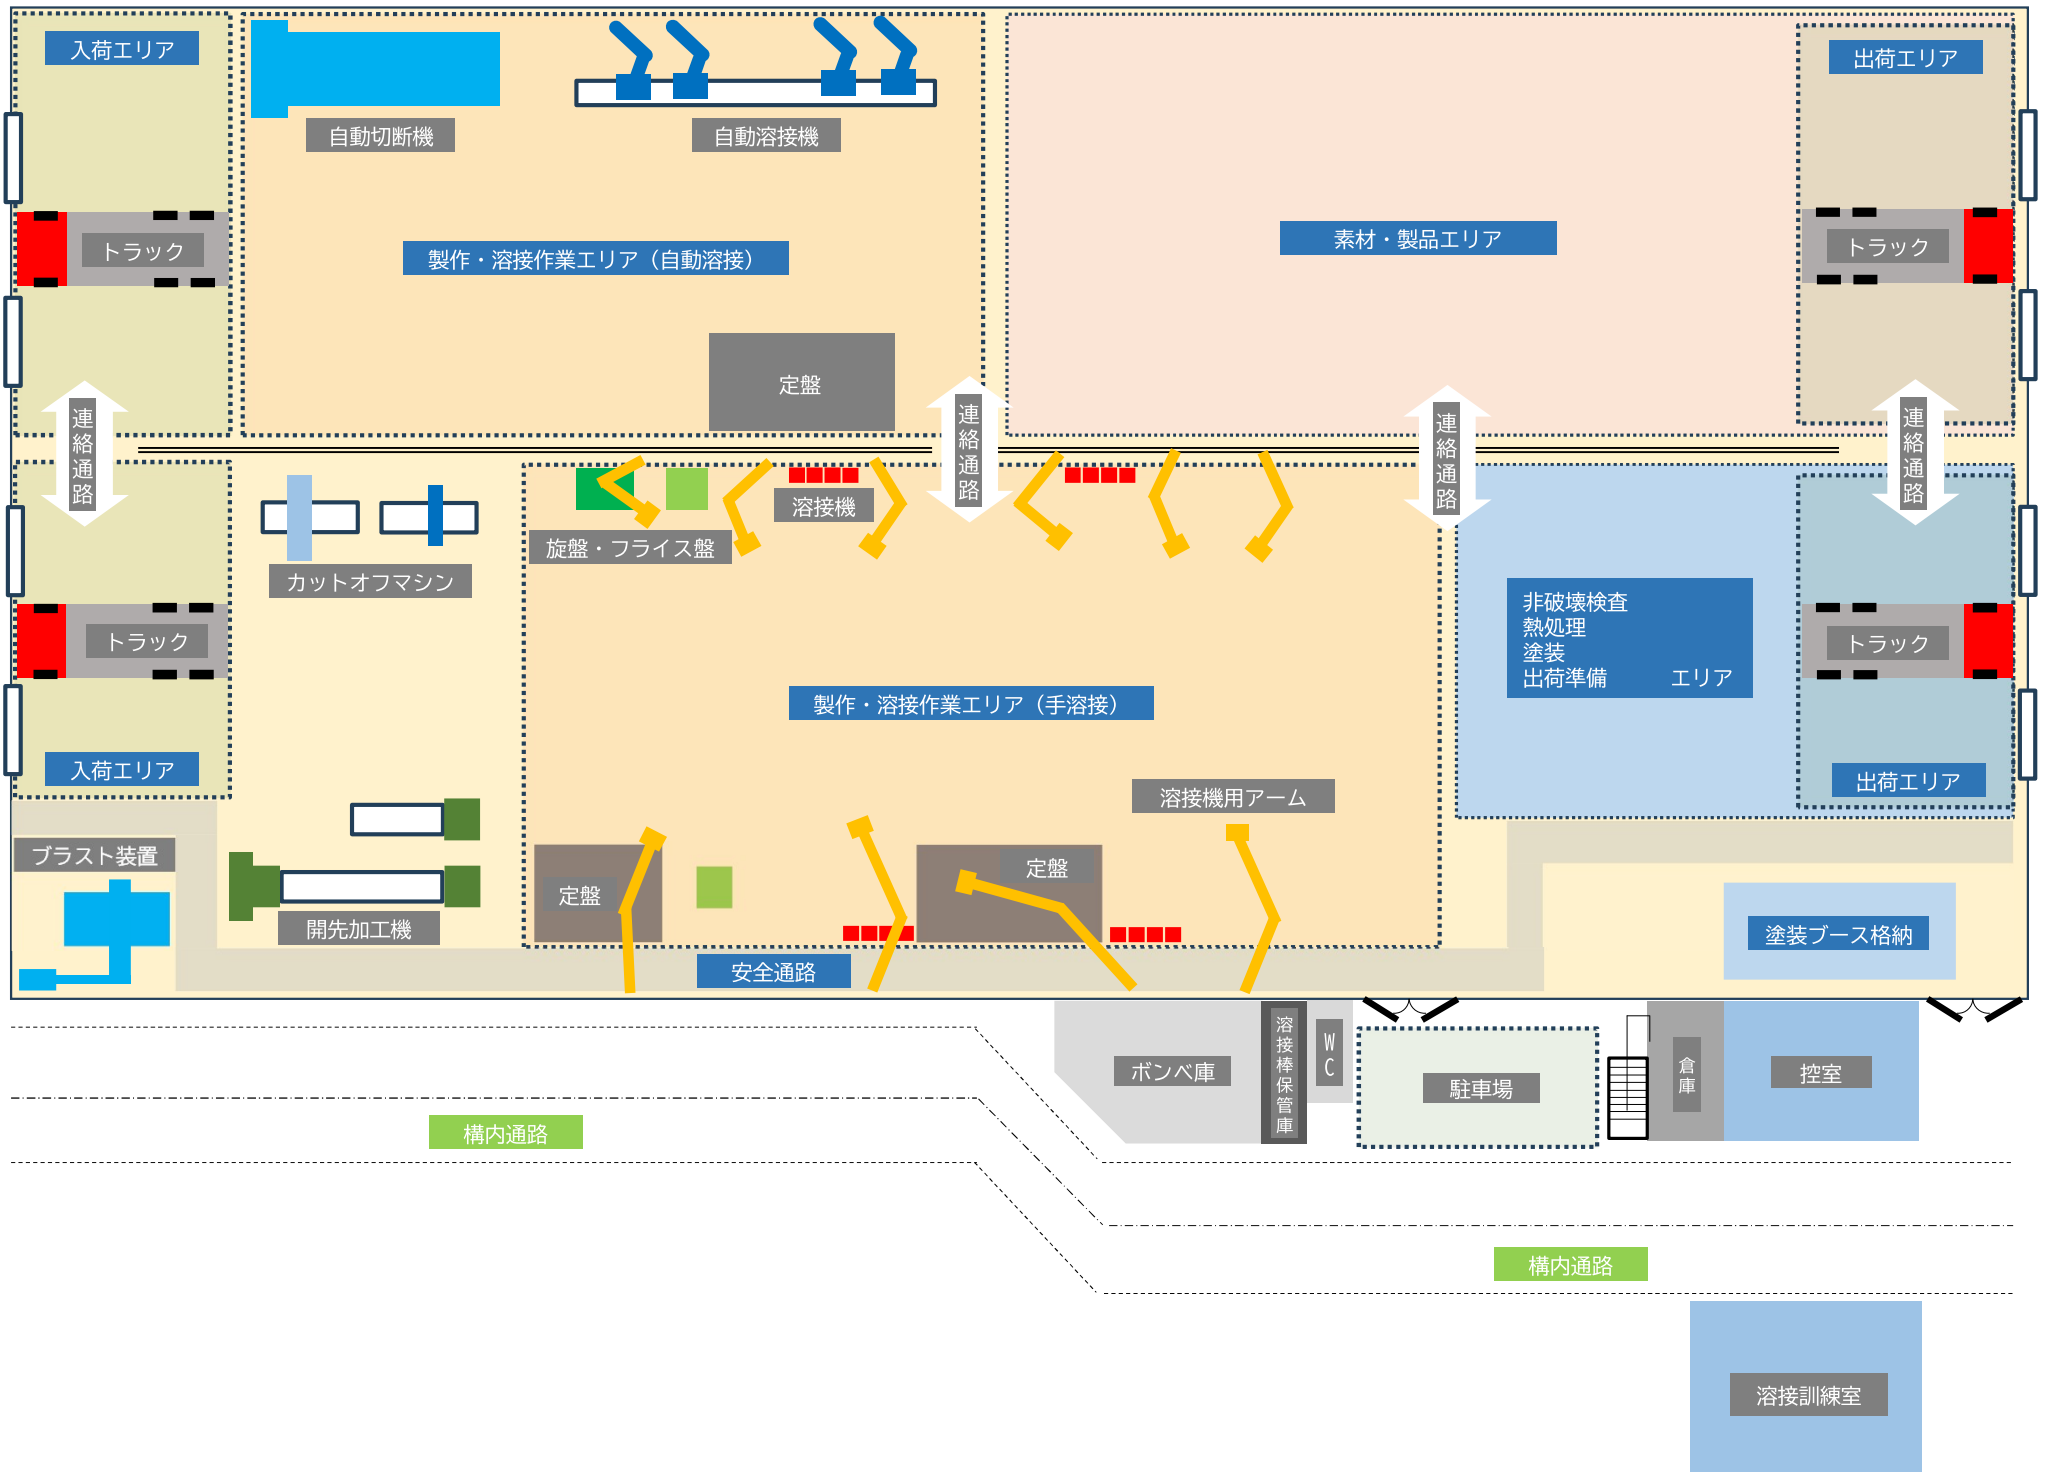 入荷エリア
自動切断機
自動溶接機
出荷エリア
トラック
製作・溶接作業エリア（自動溶接）
素材・製品エリア
トラック
定盤
連絡通路
連絡通路
連絡通路
連絡通路
溶接機
旋盤・フライス盤
カットオフマシン
非破壊検査
熱処理
塗装
出荷準備　　　エリア
トラック
トラック
製作・溶接作業エリア（手溶接）
入荷エリア
出荷エリア
溶接機用アーム
ブラスト装置
定盤
定盤
開先加工機
塗装ブース格納
安全通路
ボンベ庫
溶接棒保管庫
WC
駐車場
倉庫
控室
構内通路
構内通路
溶接訓練室